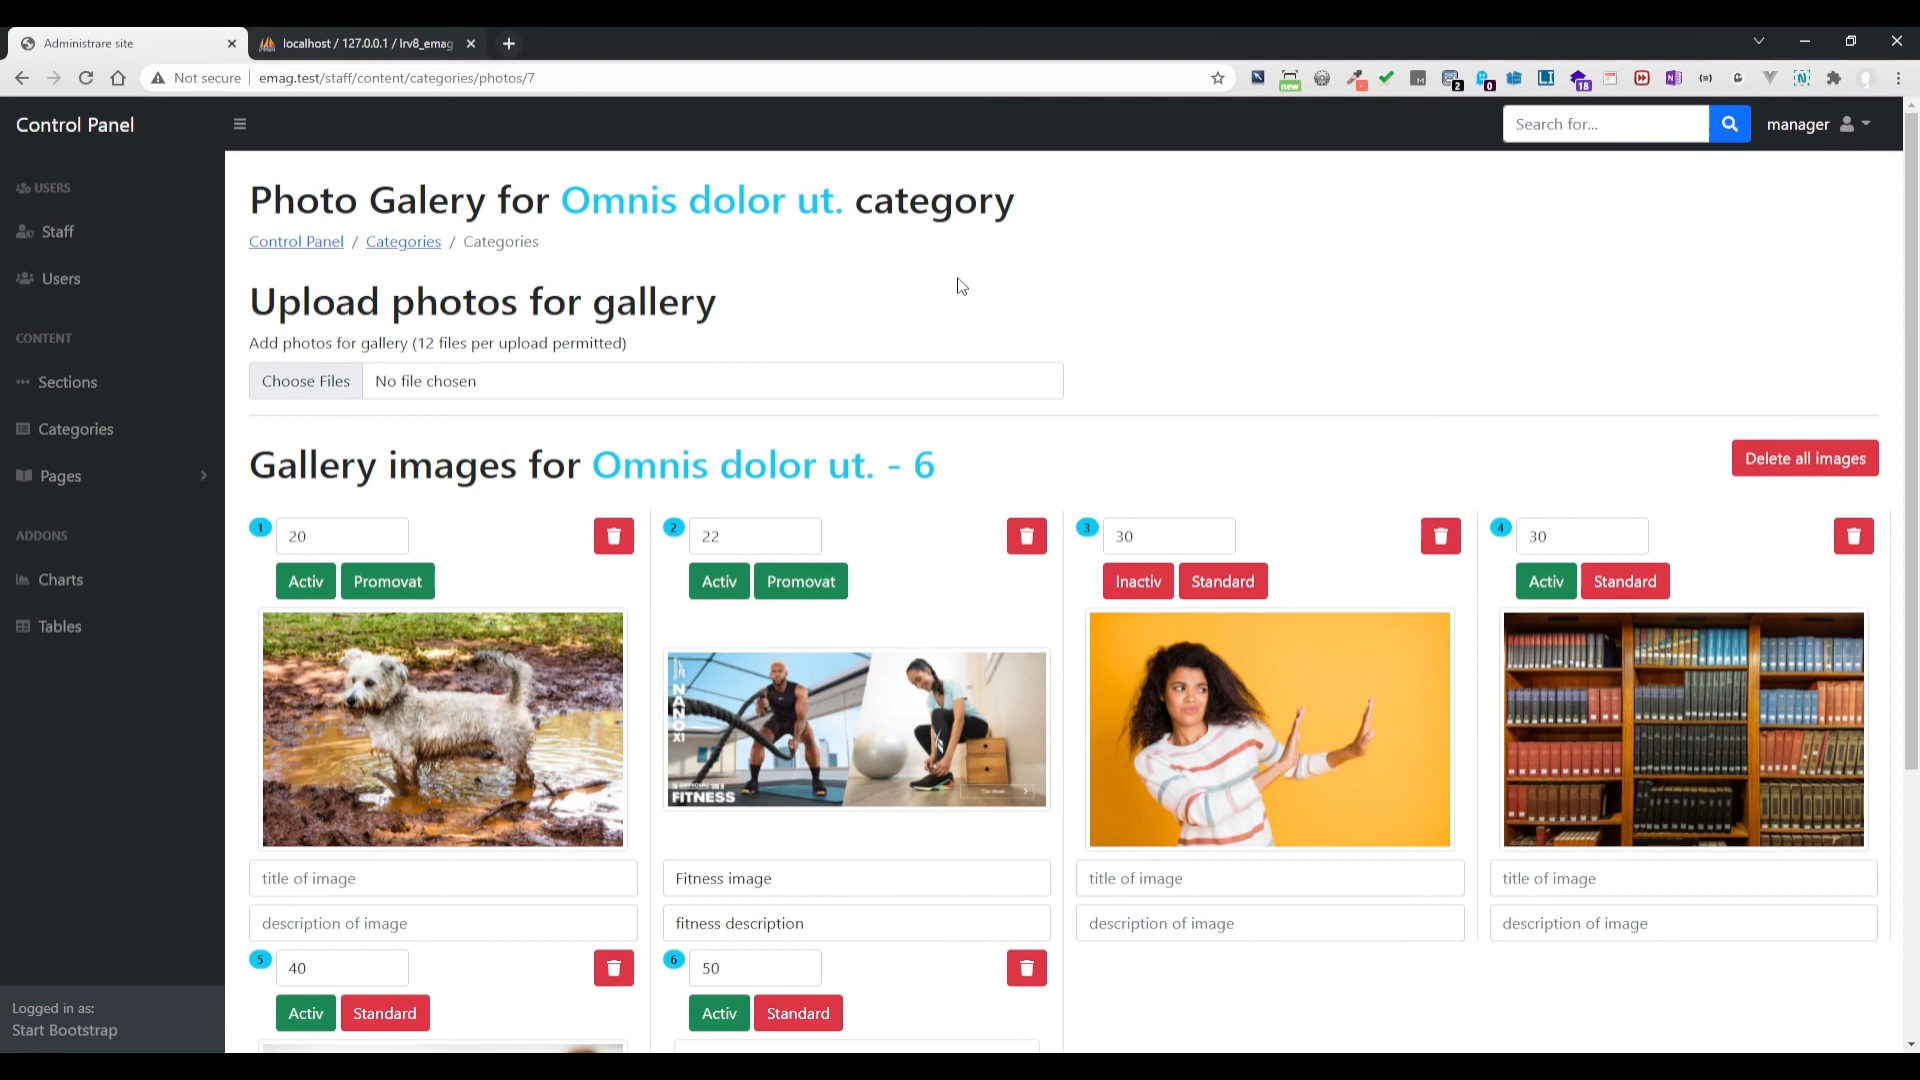 Administrare site
localhost / 127.0.0.1 / lrv8_emag
Not secure emag.test/staff/content/categories/photos/7
new
2
0
18
Control Panel
Search for...
manager
USERS
Staff
Users
CONTENT
Sections
Categories
Pages
ADDONS
Charts
Tables
Logged in as:
Start Bootstrap
Photo Galery for Omnis dolor ut. category
Control Panel / Categories / Categories
Upload photos for gallery
Add photos for gallery (12 files per upload permitted)
Choose Files No file chosen
Gallery images for Omnis dolor ut. - 6
Delete all images
1 20
Activ Promovat
title of image
description of image
2 22
Activ Promovat
NANO X1
FITNESS
Fitness image
fitness description
3 30
Inactiv Standard
title of image
description of image
4 30
Activ Standard
title of image
description of image
5 40
Activ Standard
6 50
Activ Standard